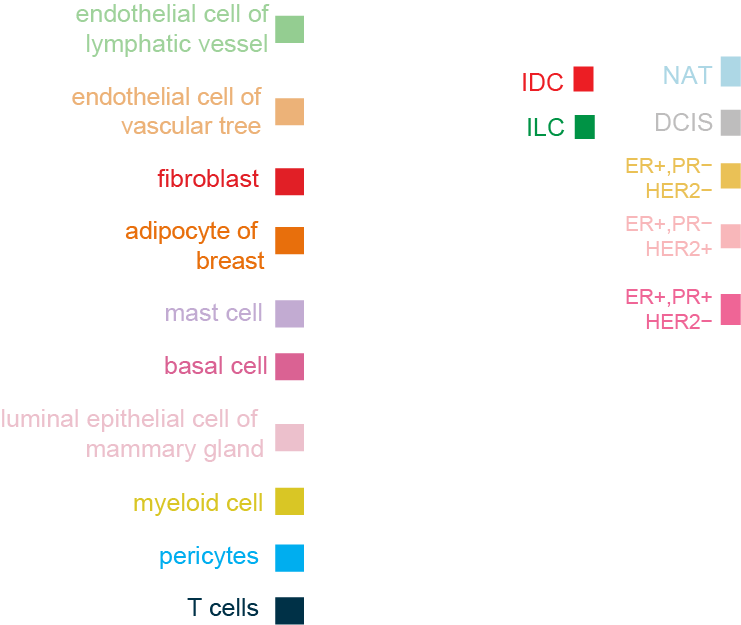 endothelial cell of
lymphatic vessel
endothelial cell of
vascular tree
fibroblast
adipocyte of
breast
mast cell
basal cell
luminal epithelial cell of
mammary gland
myeloid cell
pericytes
T cells
IDC
ILC
NAT
DCIS
ER+,PR−
HER2−
ER+,PR−
HER2+
ER+,PR+
HER2−